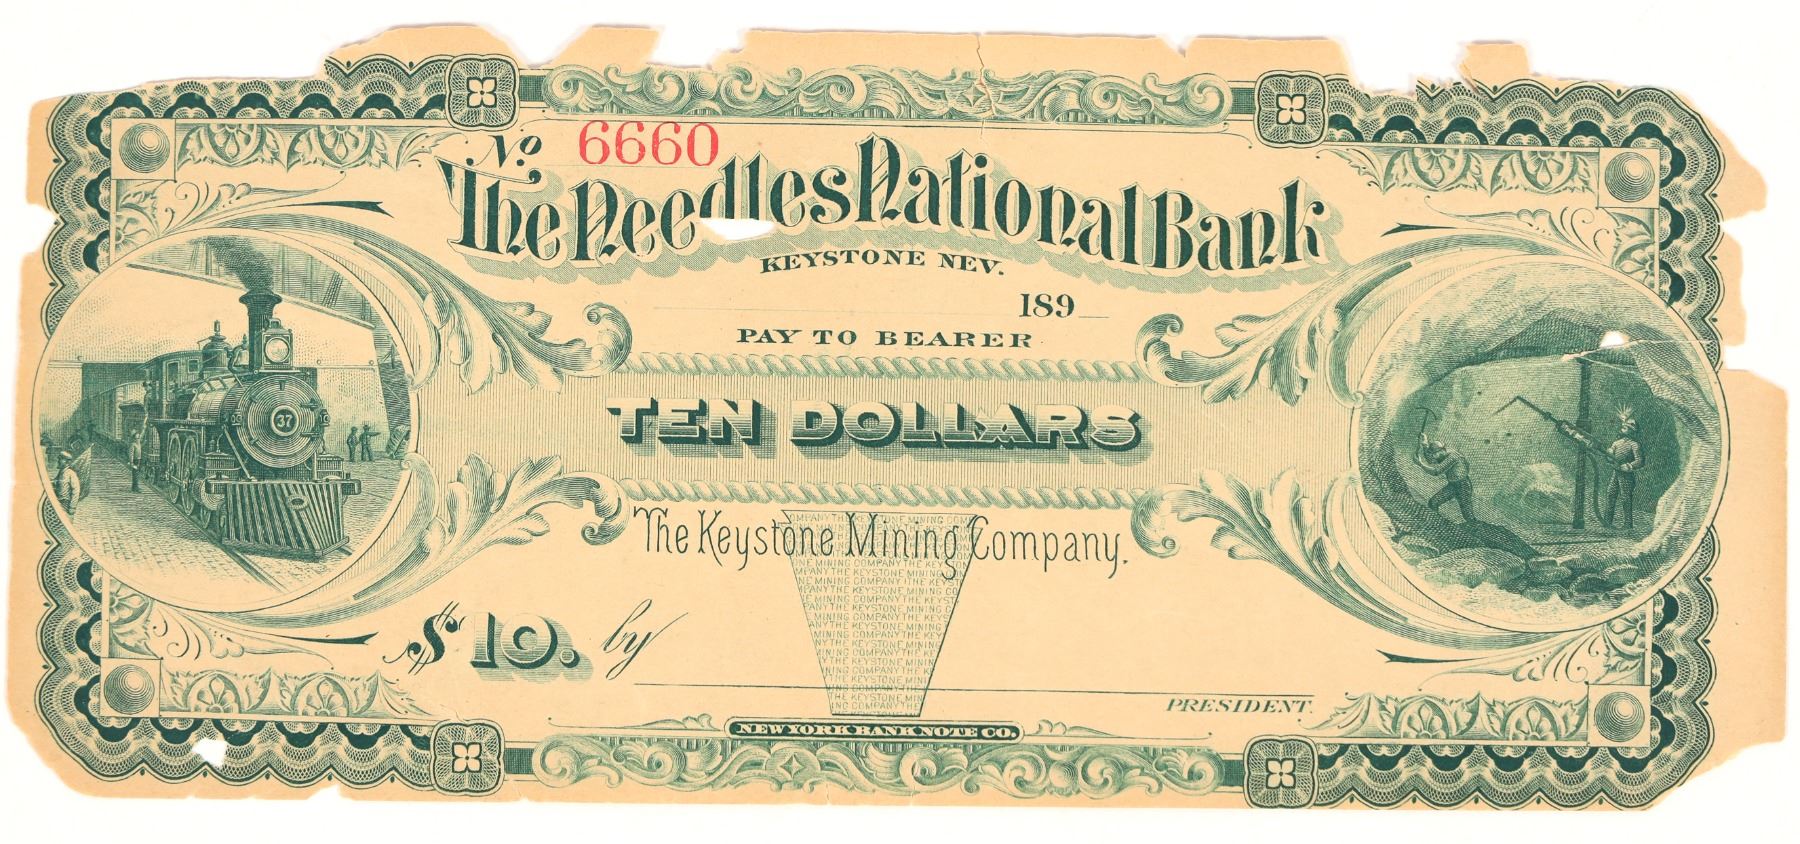 No 6660
The Needles National Bank
KEYSTONE NEV.
189
PAY TO BEARER
37
TEN DOLLARS
The Keystone Mining Company.
$10. by
PRESIDENT.
NEW YORK BANK NOTE CO.